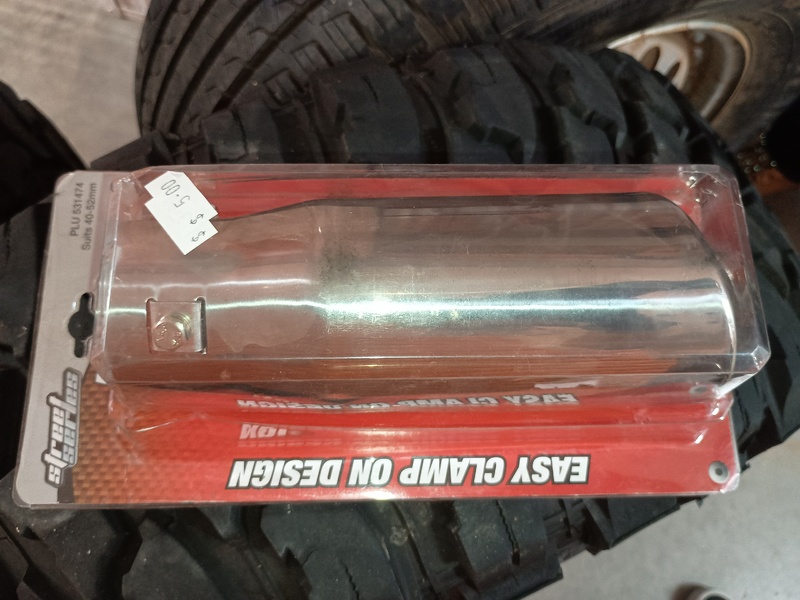 PLU 531474
Suits 40-52mm
5.00
street
series
EASY CLAMP ON DESIGN